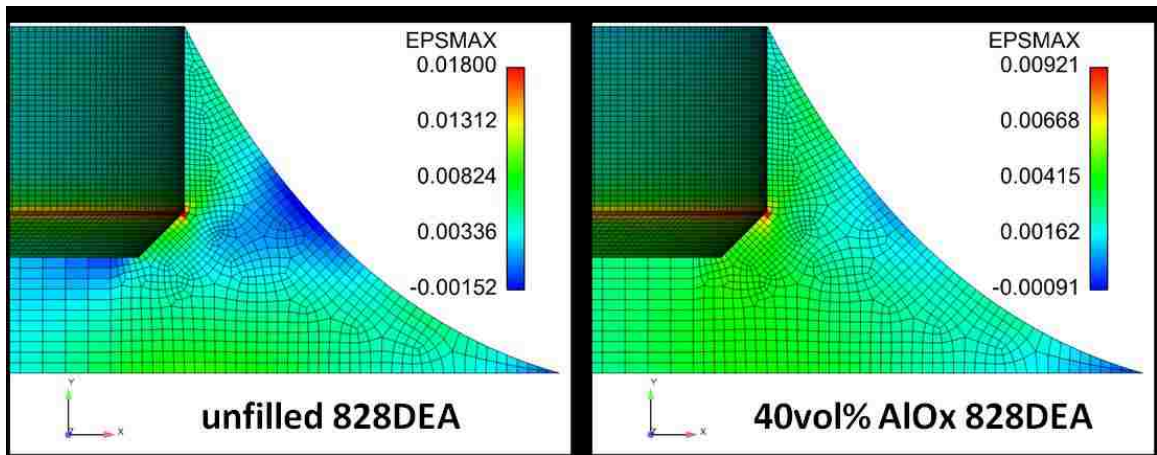 EPSMAX
0.01800
0.01312
0.00824
0.00336
-0.00152
Y
Z
X
unfilled 828DEA
EPSMAX
0.00921
0.00668
0.00415
0.00162
-0.00091
Y
Z
X
40vol% AlOx 828DEA